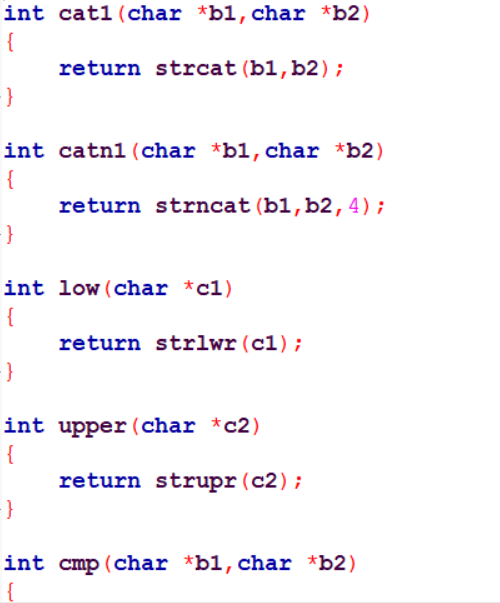 int cat1(char *b1,char *b2)
{
    return strcat(b1,b2);
}
int catn1(char *b1,char *b2)
{
    return strncat(b1,b2,4);
}
int low(char *c1)
{
    return strlwr(c1);
}
int upper(char *c2)
{
    return strupr(c2);
}
int cmp(char *b1,char *b2)
{